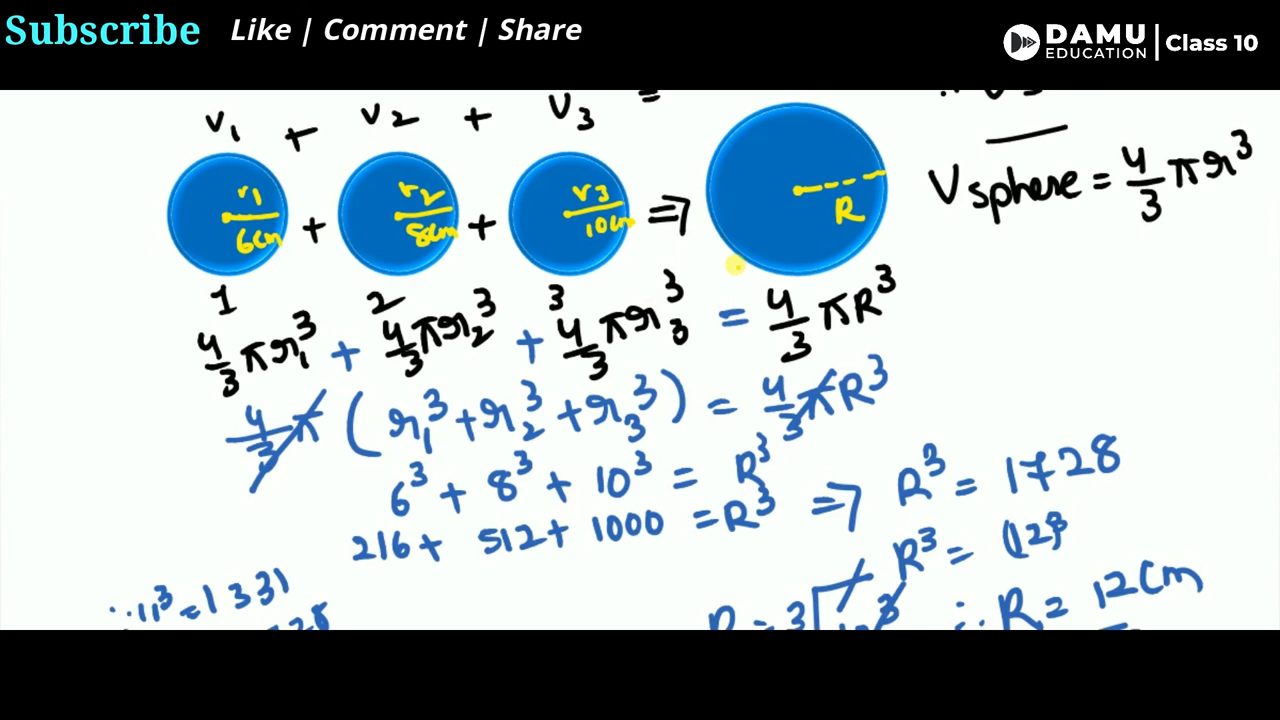 Subscribe Like | Comment | Share
DAMU EDUCATION | Class 10
V₁ + V₂ + V₃ =
Vsphere = 4/3 πr³
r₁ 6cm + r₂ 8cm + r₃ 10cm ⇒ R
1 2 3
4/3 πr₁³ + 4/3 πr₂³ + 4/3 πr₃³ = 4/3 πR³
4/3 π (r₁³ + r₂³ + r₃³) = 4/3 πR³
6³ + 8³ + 10³ = R³
216 + 512 + 1000 = R³ ⇒ R³ = 1728
R³ = (12)³
∵ 11³ = 1331
∴ R = 12cm